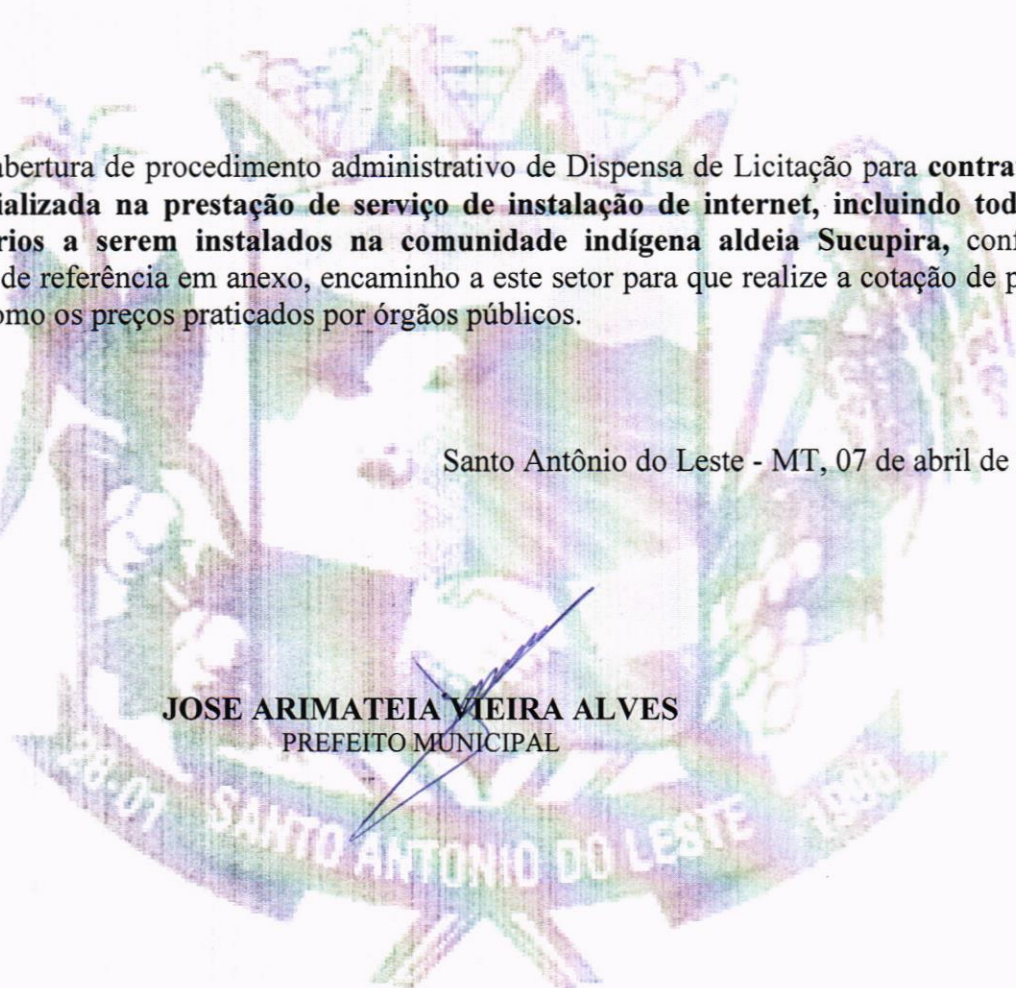 abertura de procedimento administrativo de Dispensa de Licitação para contra
ializada na prestação de serviço de instalação de internet, incluindo tod
rios a serem instalados na comunidade indígena aldeia Sucupira, conf
de referência em anexo, encaminho a este setor para que realize a cotação de p
omo os preços praticados por órgãos públicos.
Santo Antônio do Leste - MT, 07 de abril de
JOSE ARIMATEIA VIEIRA ALVES
PREFEITO MUNICIPAL
28-01 SANTO ANTONIO DO LESTE 1998